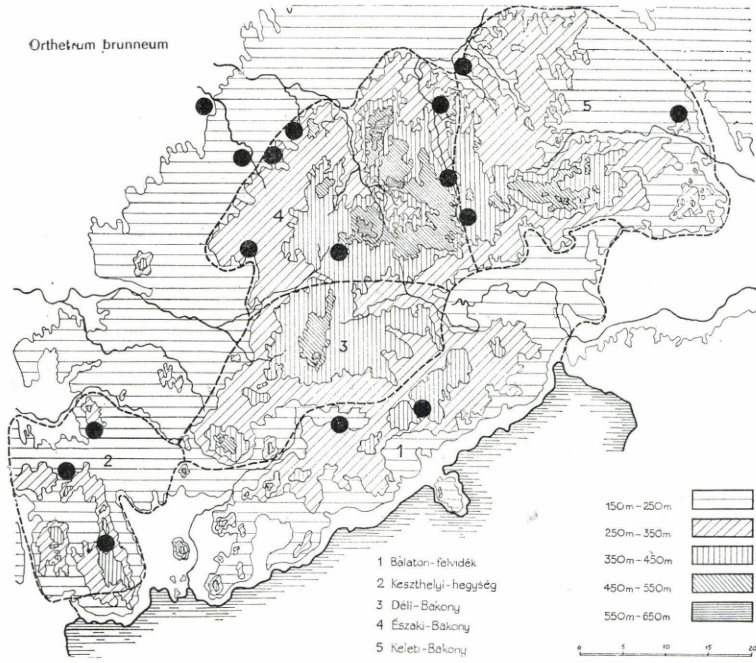 Orthetrum brunneum
5
4
3
2
1
1 Balaton-felvidék
2 Keszthelyi-hegység
3 Déli-Bakony
4 Északi-Bakony
5 Keleti-Bakony
150m-250m
250m-350m
350m-450m
450m-550m
550m-650m
0 5 10 15 20